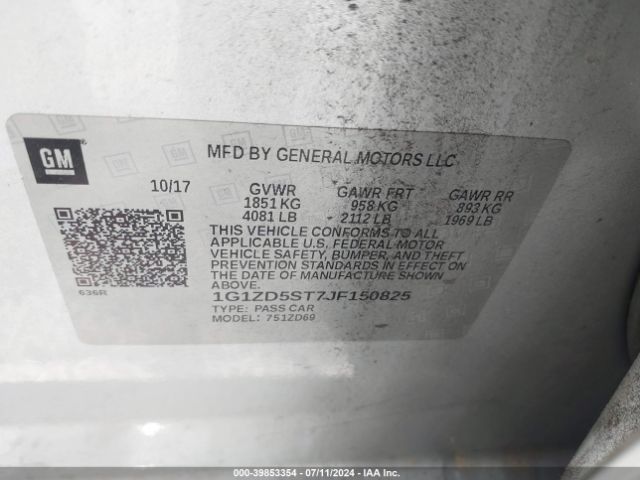 GM
MFD BY GENERAL MOTORS LLC
10/17 GVWR GAWR FRT GAWR RR
1851 KG 958 KG 893 KG
4081 LB 2112 LB 1969 LB
THIS VEHICLE CONFORMS TO ALL
APPLICABLE U.S. FEDERAL MOTOR
VEHICLE SAFETY, BUMPER, AND THEFT
PREVENTION STANDARDS IN EFFECT ON
THE DATE OF MANUFACTURE SHOWN
ABOVE.
636R
1G1ZD5ST7JF150825
TYPE: PASS CAR
MODEL: 751ZD69
000-39853354 - 07/11/2024 - IAA Inc.